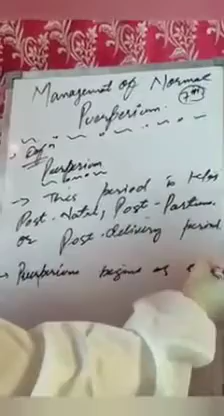 Management of Normal
Puerperium.
Defn
Puerperium
→ This period is
Post-Natal, Post-Partum
or Post-delivery period.
→ Puerperium begins as